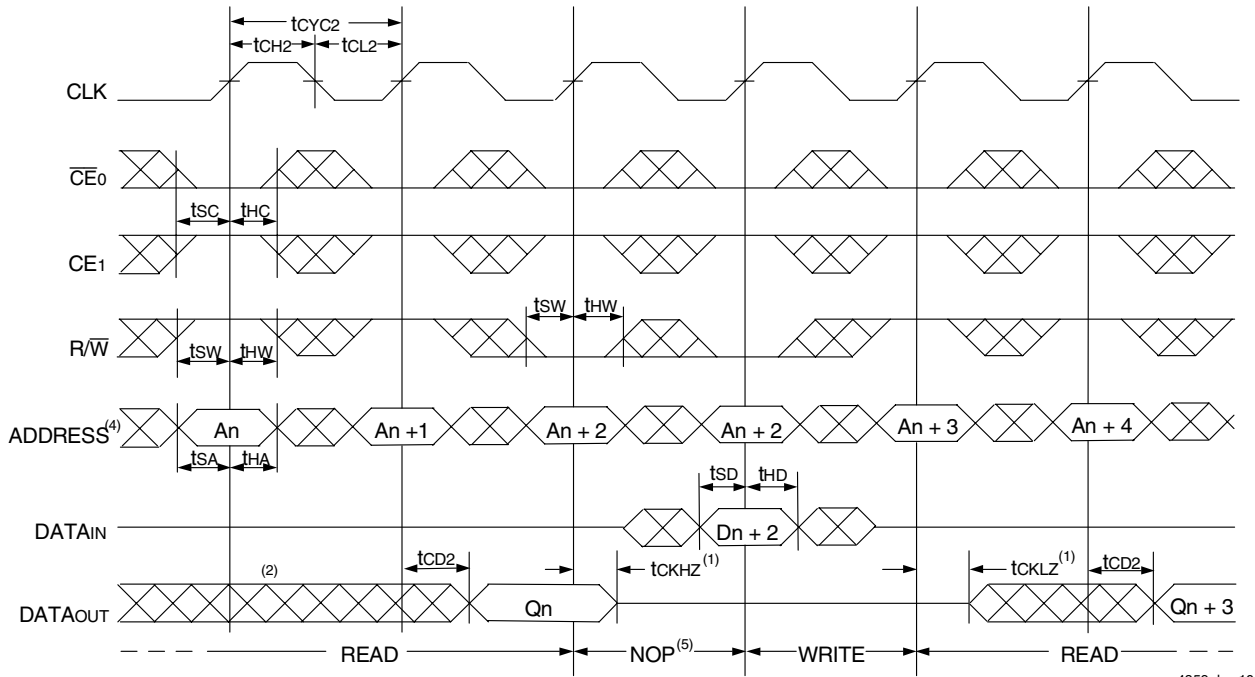 tCYC2
tCH2 tCL2
CLK
CE0
tSC tHC
CE1
tSW tHW
R/W
tSW tHW
ADDRESS(4) An An +1 An + 2 An + 2 An + 3 An + 4
tSA tHA
tSD tHD
DATAIN Dn + 2
tCD2 tCKHZ(1) tCKLZ(1) tCD2
(2)
DATAOUT Qn Qn + 3
READ NOP(5) WRITE READ